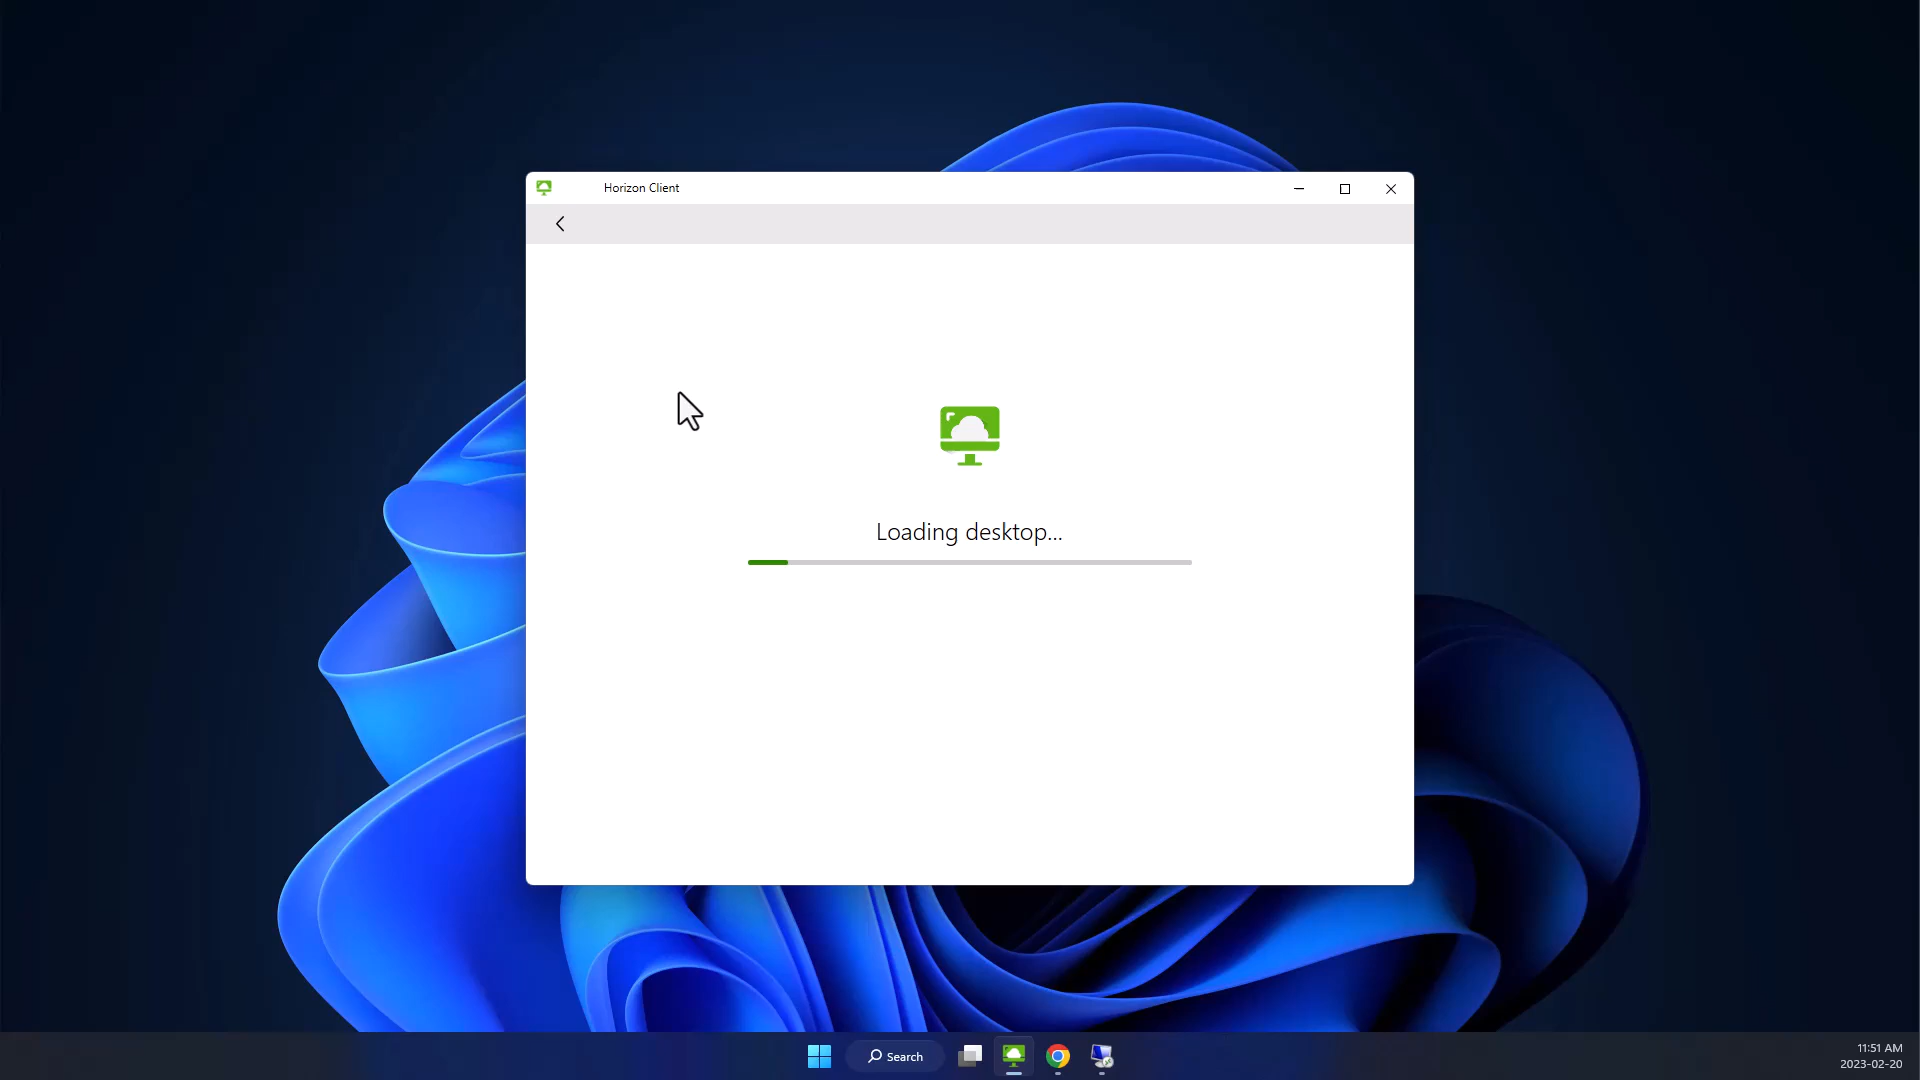 Horizon Client
Loading desktop...
Search
11:51 AM
2023-02-20